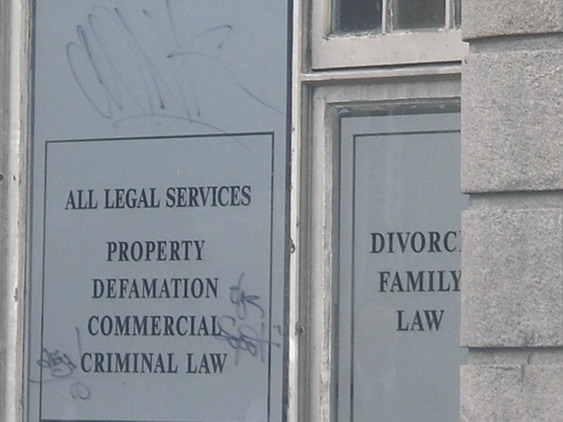 ALL LEGAL SERVICES
PROPERTY
DEFAMATION
COMMERCIAL
CRIMINAL LAW
DIVORC
FAMILY
LAW